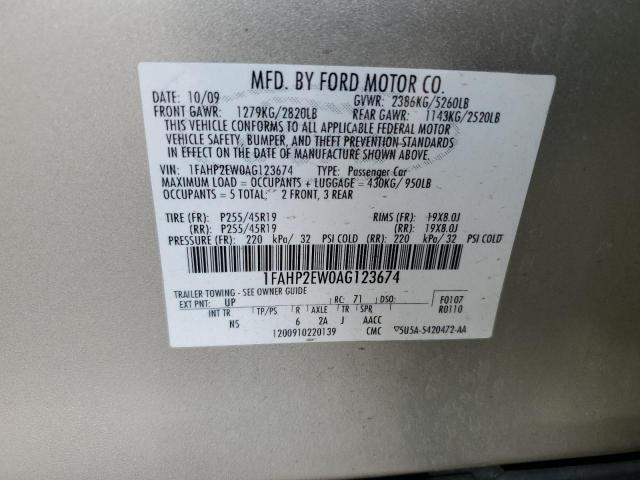 MFD. BY FORD MOTOR CO.
DATE: 10/09 GVWR: 2386KG/5260LB
FRONT GAWR: 1279KG/2820LB REAR GAWR: 1143KG/2520LB
THIS VEHICLE CONFORMS TO ALL APPLICABLE FEDERAL MOTOR
VEHICLE SAFETY, BUMPER, AND THEFT PREVENTION STANDARDS
IN EFFECT ON THE DATE OF MANUFACTURE SHOWN ABOVE.
VIN: 1FAHP2EW0AG123674 TYPE: Passenger Car
MAXIMUM LOAD = OCCUPANTS + LUGGAGE = 430KG/950LB
OCCUPANTS = 5 TOTAL; 2 FRONT, 3 REAR
TIRE (FR): P255/45R19 RIMS (FR): 19X8.0J
(RR): P255/45R19 (RR): 19X8.0J
PRESSURE (FR): 220 kPa/ 32 PSI COLD (RR): 220 kPa/ 32 PSI COLD
1FAHP2EW0AG123674
TRAILER TOWING - SEE OWNER GUIDE
EXT PNT: UP RC: 71 DSO: F0107
INT TR TP/PS R AXLE TR SPR R0110
NS 6 2A J AACC
1200910220139 CMC 5U5A-5420472-AA